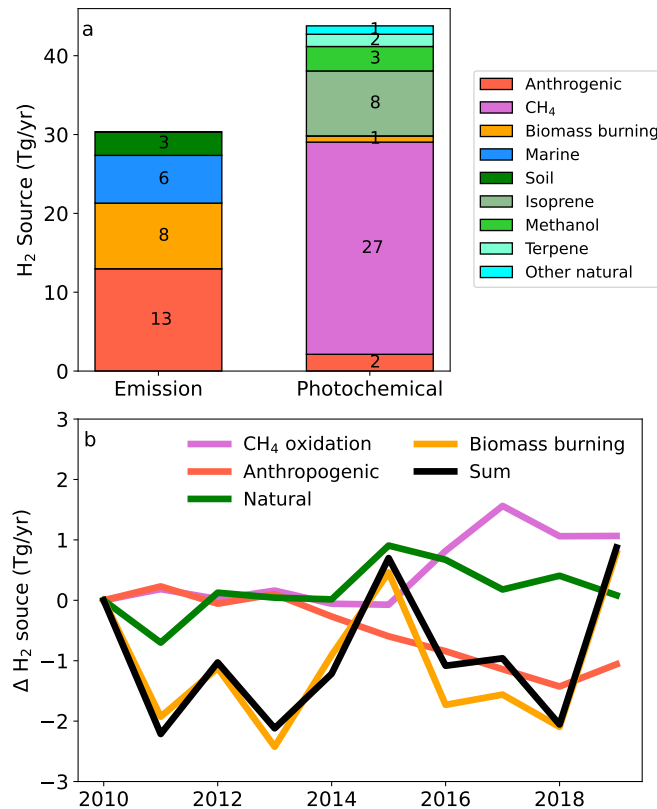 a
H₂ Source (Tg/yr)
40
30
20
10
0
3
6
8
13
1
2
3
8
1
27
2
Emission
Photochemical
Anthrogenic
CH₄
Biomass burning
Marine
Soil
Isoprene
Methanol
Terpene
Other natural
b
Δ H₂ souce (Tg/yr)
3
2
1
0
−1
−2
−3
CH₄ oxidation
Anthropogenic
Natural
Biomass burning
Sum
2010 2012 2014 2016 2018